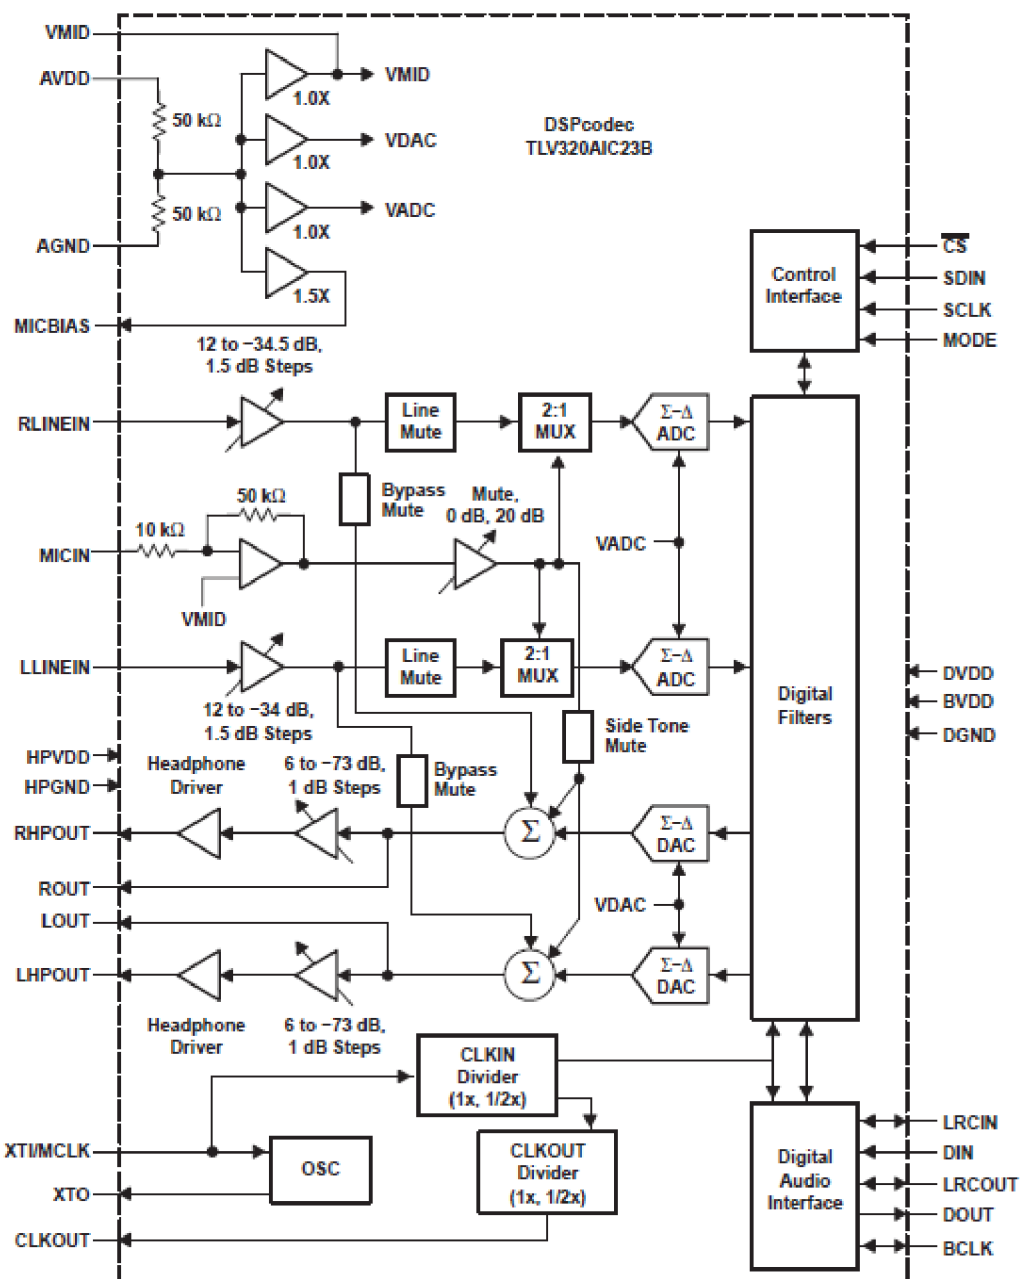 VMID
AVDD
50 kΩ
50 kΩ
AGND
1.0X
VMID
1.0X
VDAC
1.0X
VADC
1.5X
MICBIAS
DSPcodec
TLV320AIC23B
Control
Interface
CS
SDIN
SCLK
MODE
12 to −34.5 dB,
1.5 dB Steps
RLINEIN
Line
Mute
2:1
MUX
Σ–Δ
ADC
Bypass
Mute
50 kΩ
10 kΩ
MICIN
VMID
Mute,
0 dB, 20 dB
VADC
LLINEIN
Line
Mute
2:1
MUX
Σ–Δ
ADC
12 to −34 dB,
1.5 dB Steps
Digital
Filters
DVDD
BVDD
DGND
Side Tone
Mute
Bypass
Mute
HPVDD
HPGND
Headphone
Driver
6 to −73 dB,
1 dB Steps
RHPOUT
Σ
Σ–Δ
DAC
ROUT
LOUT
VDAC
LHPOUT
Σ
Σ–Δ
DAC
Headphone
Driver
6 to −73 dB,
1 dB Steps
CLKIN
Divider
(1x, 1/2x)
XTI/MCLK
OSC
XTO
CLKOUT
Divider
(1x, 1/2x)
CLKOUT
Digital
Audio
Interface
LRCIN
DIN
LRCOUT
DOUT
BCLK